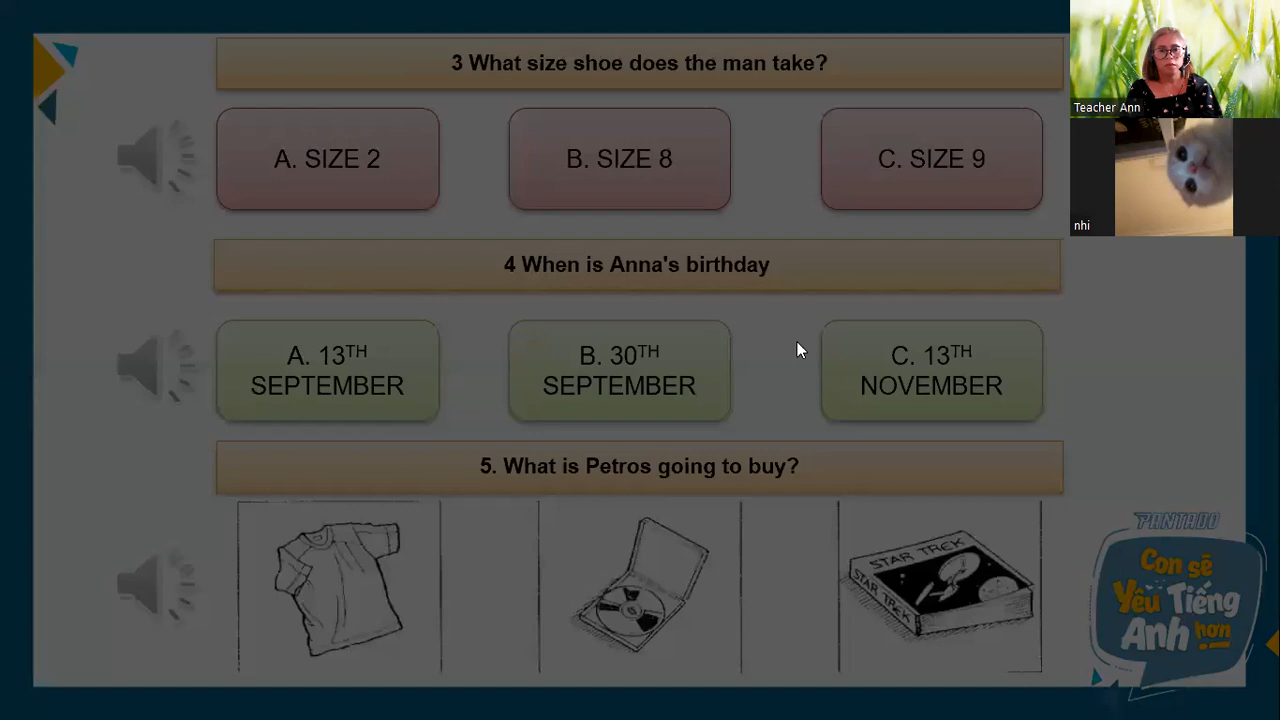 3 What size shoe does the man take?
A. SIZE 2
B. SIZE 8
C. SIZE 9
4 When is Anna's birthday
A. 13TH
SEPTEMBER
B. 30TH
SEPTEMBER
C. 13TH
NOVEMBER
5. What is Petros going to buy?
STAR TREK
STAR TREK
PANTADO
Con sẽ
Yêu Tiếng
Anh hơn
Teacher Ann
nhi